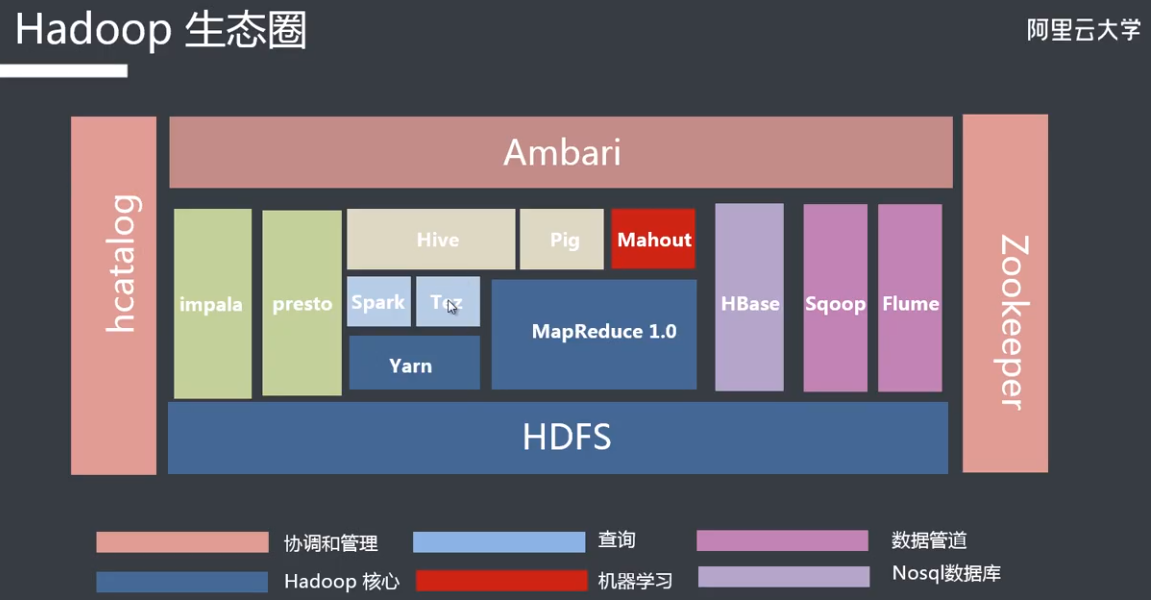 Hadoop 生态圈
阿里云大学
hcatalog
Ambari
Zookeeper
impala
presto
Hive
Pig
Mahout
Spark
Tez
Yarn
MapReduce 1.0
HBase
Sqoop
Flume
HDFS
协调和管理
查询
数据管道
Hadoop 核心
机器学习
Nosql数据库